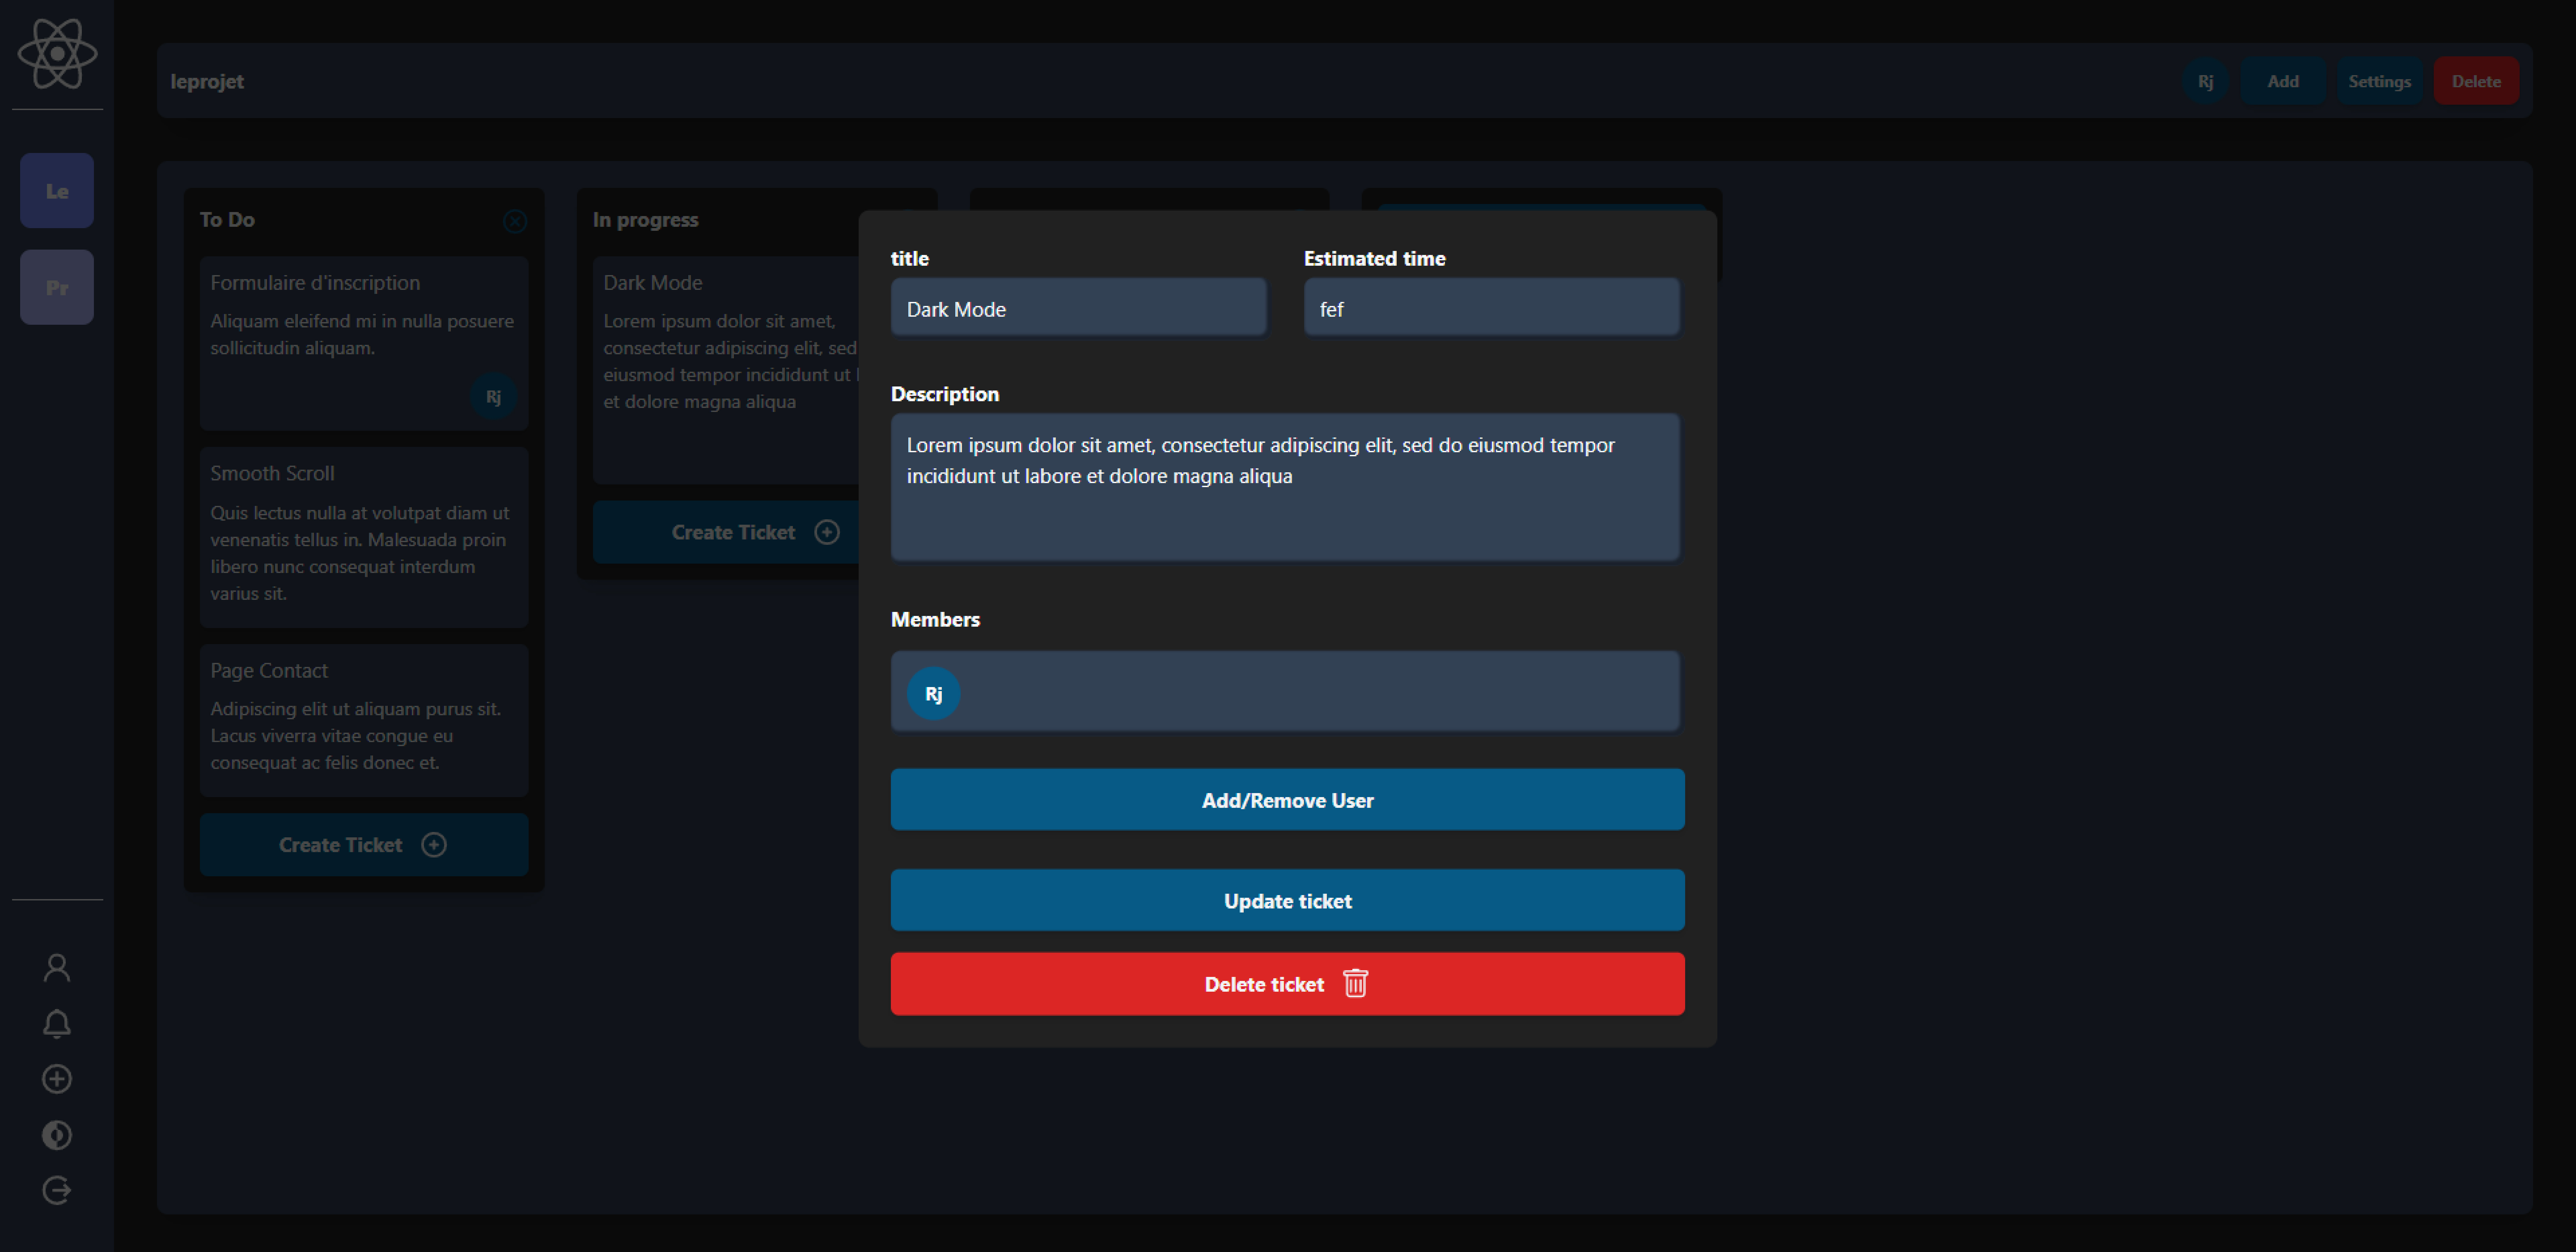 leprojet
Rj
Add
Settings
Delete
Le
Pr
To Do
Formulaire d'inscription
Aliquam eleifend mi in nulla posuere
sollicitudin aliquam.
Rj
Smooth Scroll
Quis lectus nulla at volutpat diam ut
venenatis tellus in. Malesuada proin
libero nunc consequat interdum
varius sit.
Page Contact
Adipiscing elit ut aliquam purus sit.
Lacus viverra vitae congue eu
consequat ac felis donec et.
Create Ticket
In progress
Dark Mode
Lorem ipsum dolor sit amet,
consectetur adipiscing elit, sed
eiusmod tempor incididunt ut
et dolore magna aliqua
Create Ticket
title
Dark Mode
Estimated time
fef
Description
Lorem ipsum dolor sit amet, consectetur adipiscing elit, sed do eiusmod tempor
incididunt ut labore et dolore magna aliqua
Members
Rj
Add/Remove User
Update ticket
Delete ticket